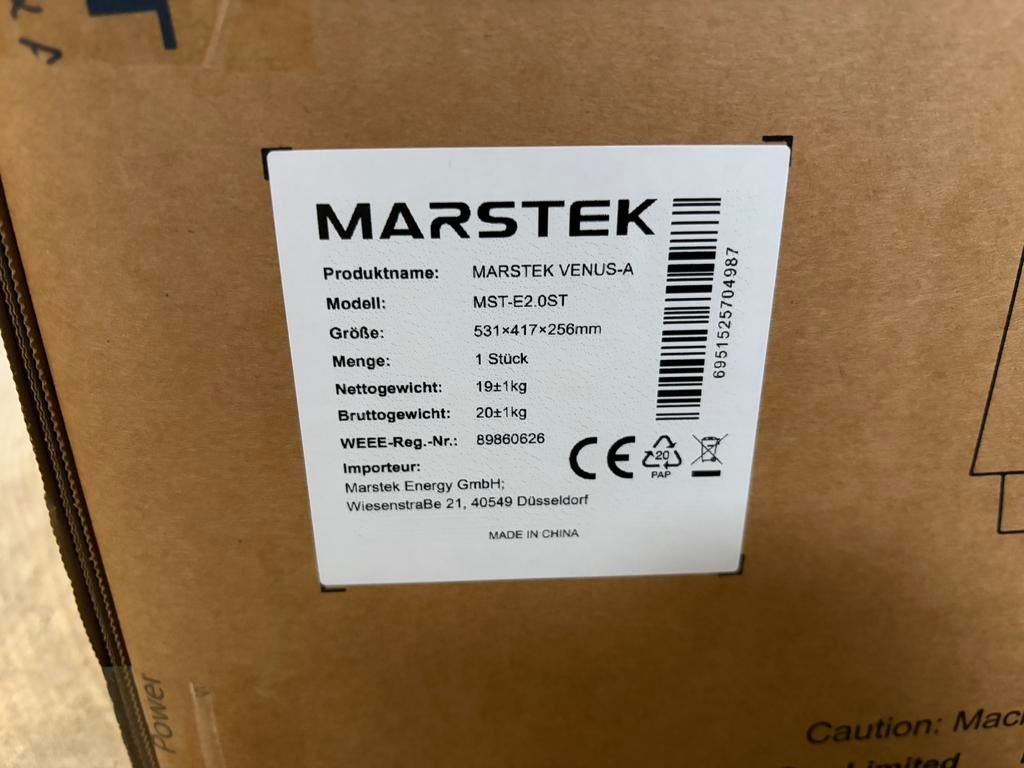 MARSTEK
Produktname: MARSTEK VENUS-A
Modell: MST-E2.0ST
Größe: 531×417×256mm
Menge: 1 Stück
Nettogewicht: 19±1kg
Bruttogewicht: 20±1kg
WEEE-Reg.-Nr.: 89860626
Importeur:
Marstek Energy GmbH;
WiesenstraBe 21, 40549 Düsseldorf
MADE IN CHINA
6951525704987
CE
20
PAP
Power
Caution:
Limited